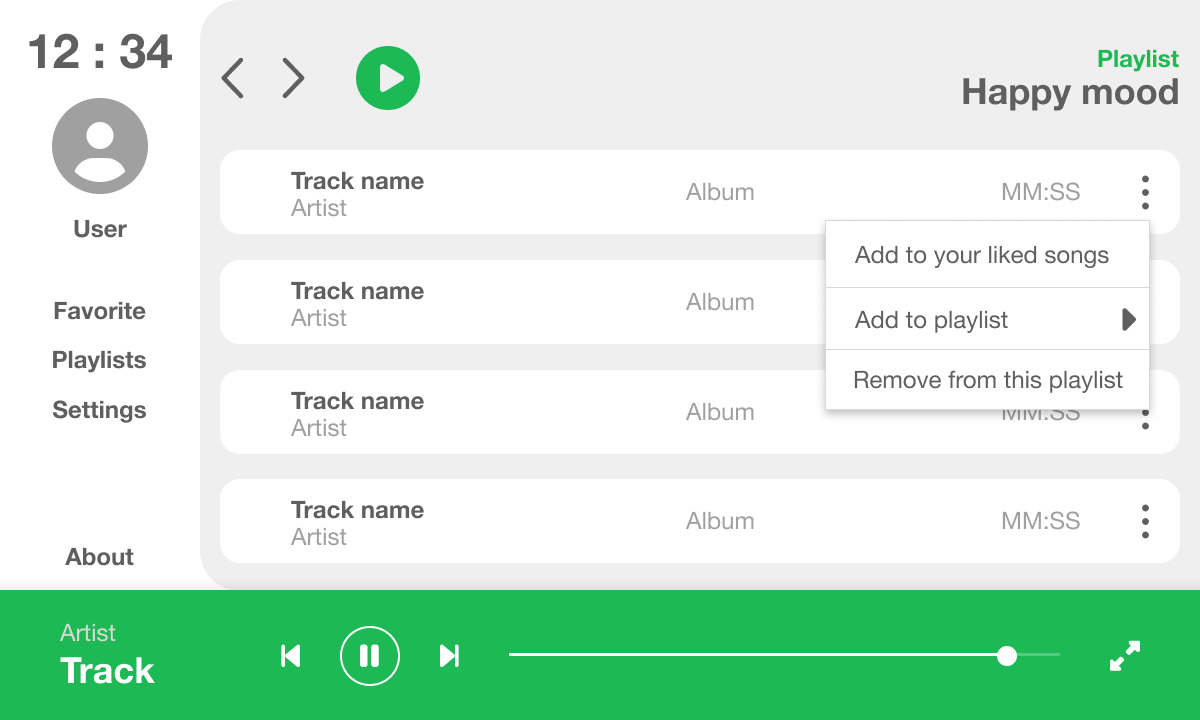 12 : 34
User
Favorite
Playlists
Settings
About
Playlist
Happy mood
Track name
Artist
Album
MM:SS
Add to your liked songs
Add to playlist
Remove from this playlist
Track name
Artist
Album
Track name
Artist
Album
MM:SS
Track name
Artist
Album
MM:SS
Artist
Track